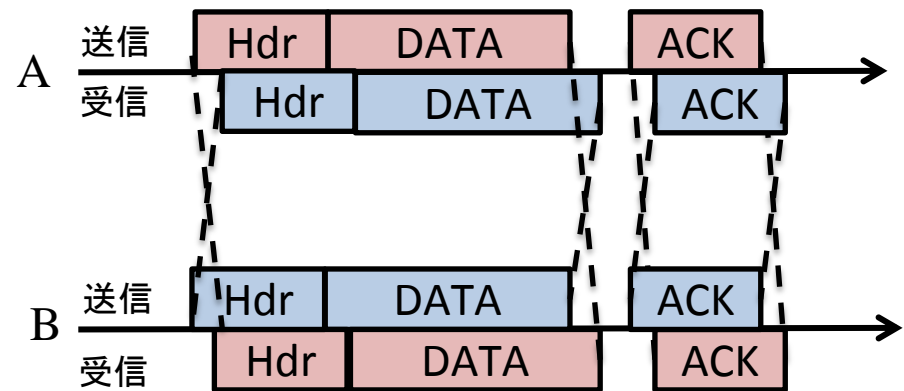 送信 Hdr DATA ACK
A
受信 Hdr DATA ACK
送信 Hdr DATA ACK
B
受信 Hdr DATA ACK